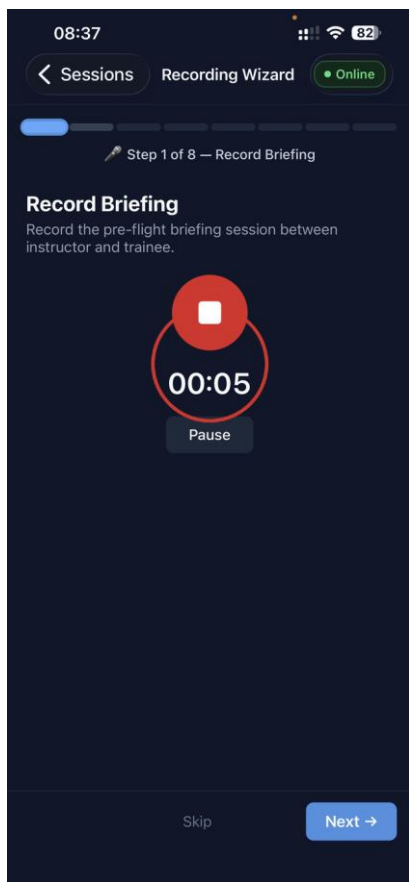 08:37
82
Sessions
Recording Wizard
Online
Step 1 of 8 — Record Briefing
Record Briefing
Record the pre-flight briefing session between
instructor and trainee.
00:05
Pause
Skip
Next →